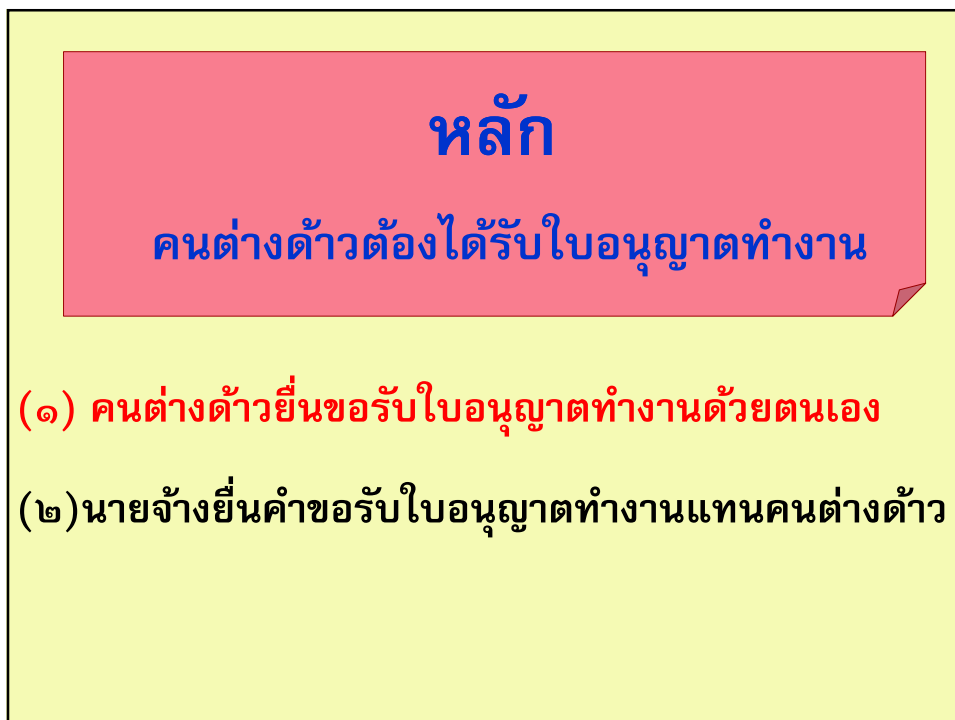 หลัก
คนต่างด้าวต้องได้รับใบอนุญาตทำงาน
(๑) คนต่างด้าวยื่นขอรับใบอนุญาตทำงานด้วยตนเอง
(๒)นายจ้างยื่นคำขอรับใบอนุญาตทำงานแทนคนต่างด้าว